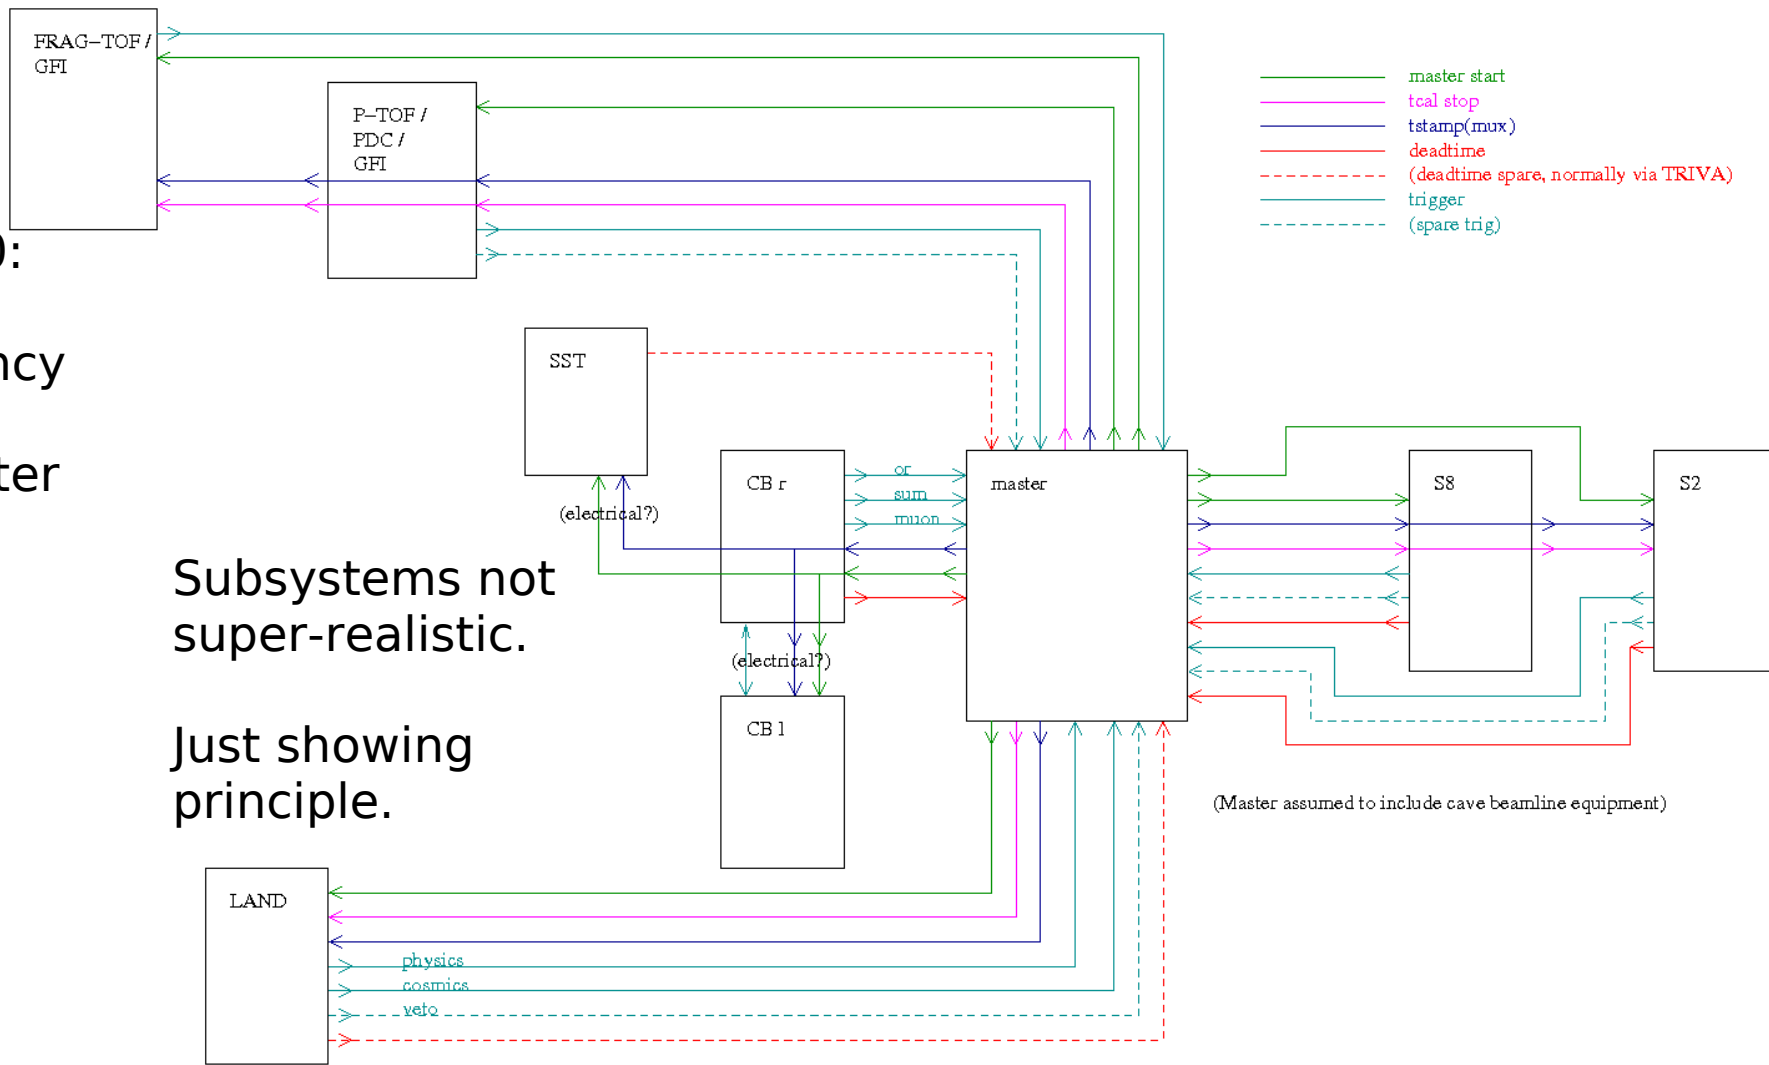 FRAG-TOF /
GFI
P-TOF /
PDC /
GFI
master start
tcal stop
tstamp(mux)
deadtime
(deadtime spare, normally via TRIVA)
trigger
(spare trig)
SST
(electrical?)
CB r
or
sum
muon
master
S8
S2
Subsystems not
super-realistic.
(electrical?)
CB l
Just showing
principle.
(Master assumed to include cave beamline equipment)
LAND
physics
cosmics
veto